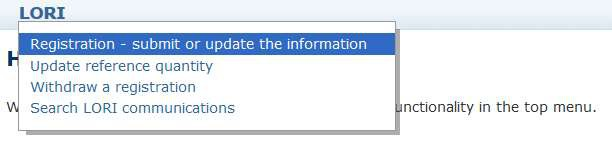 LORI
Registration - submit or update the information
H
Update reference quantity
Withdraw a registration
W Search LORI communications unctionality in the top menu.